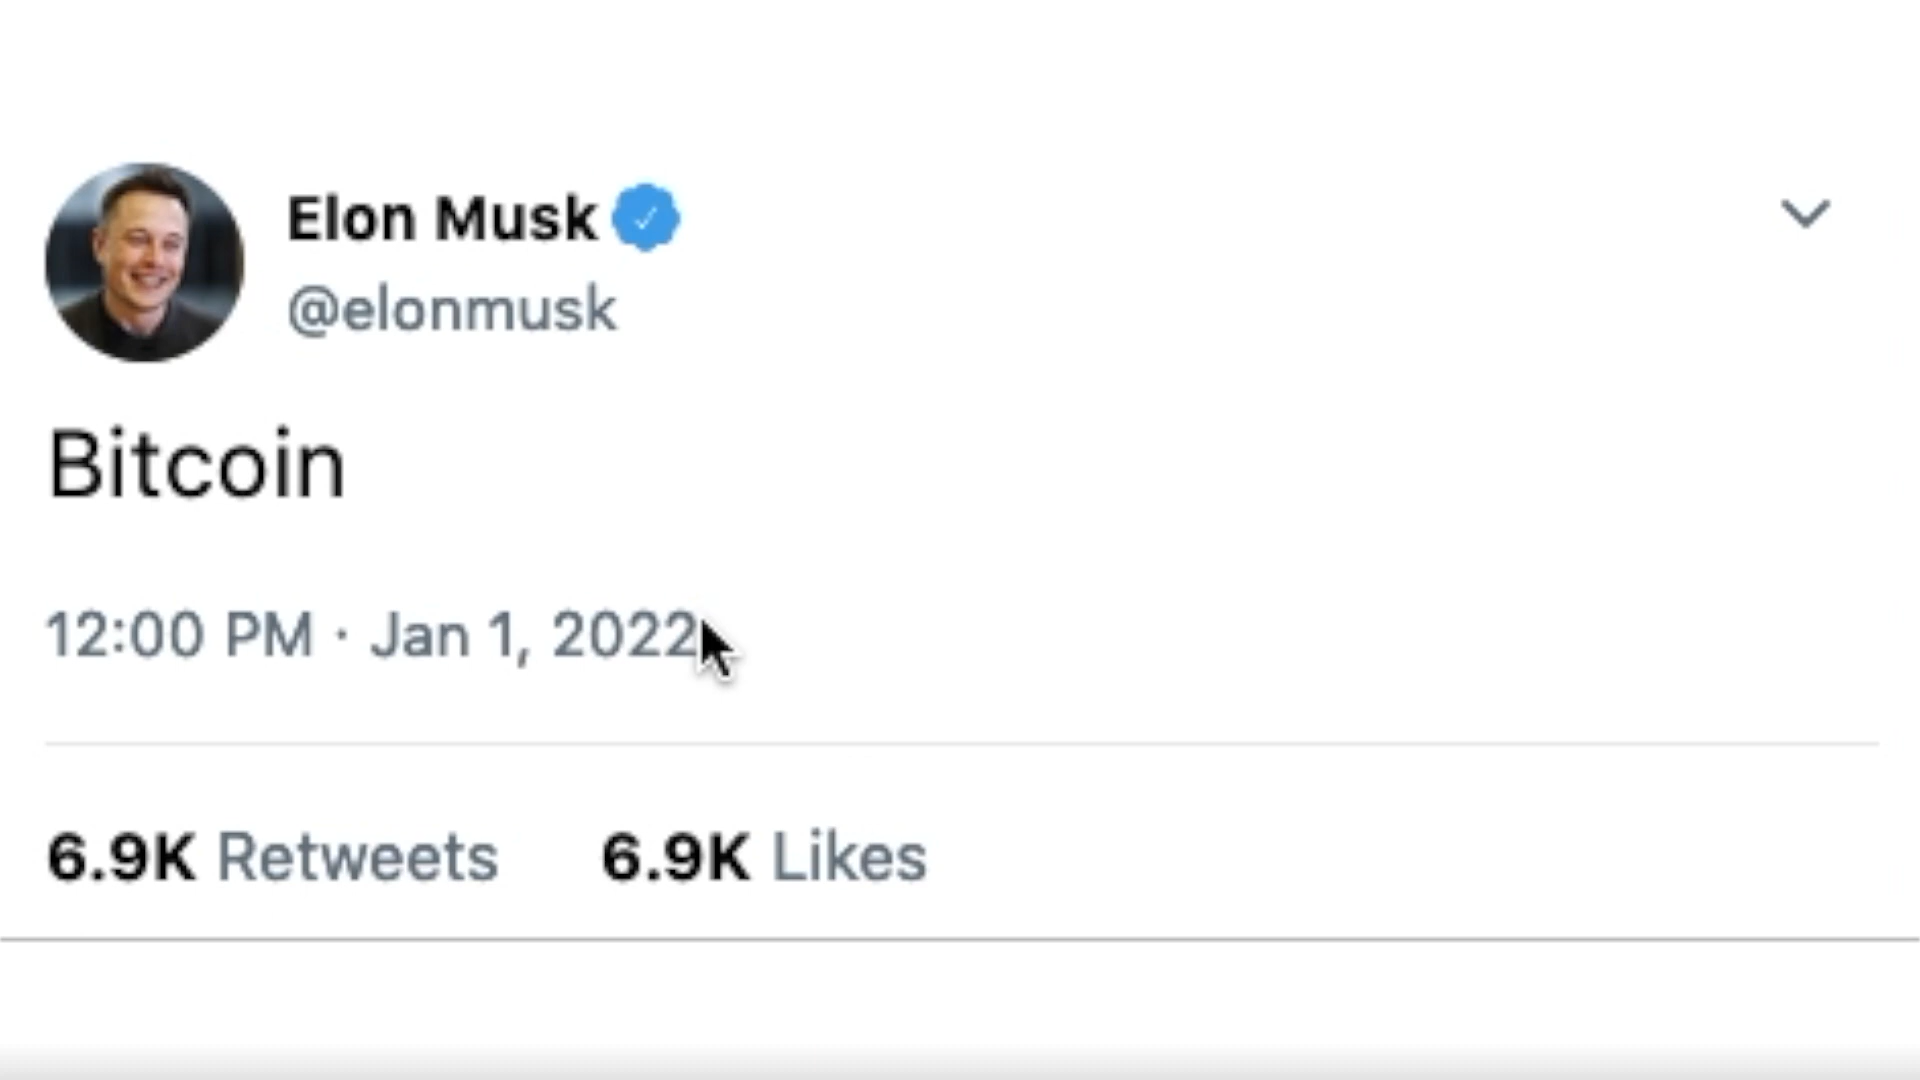 Elon Musk
@elonmusk
Bitcoin
12:00 PM · Jan 1, 2022
6.9K Retweets 6.9K Likes